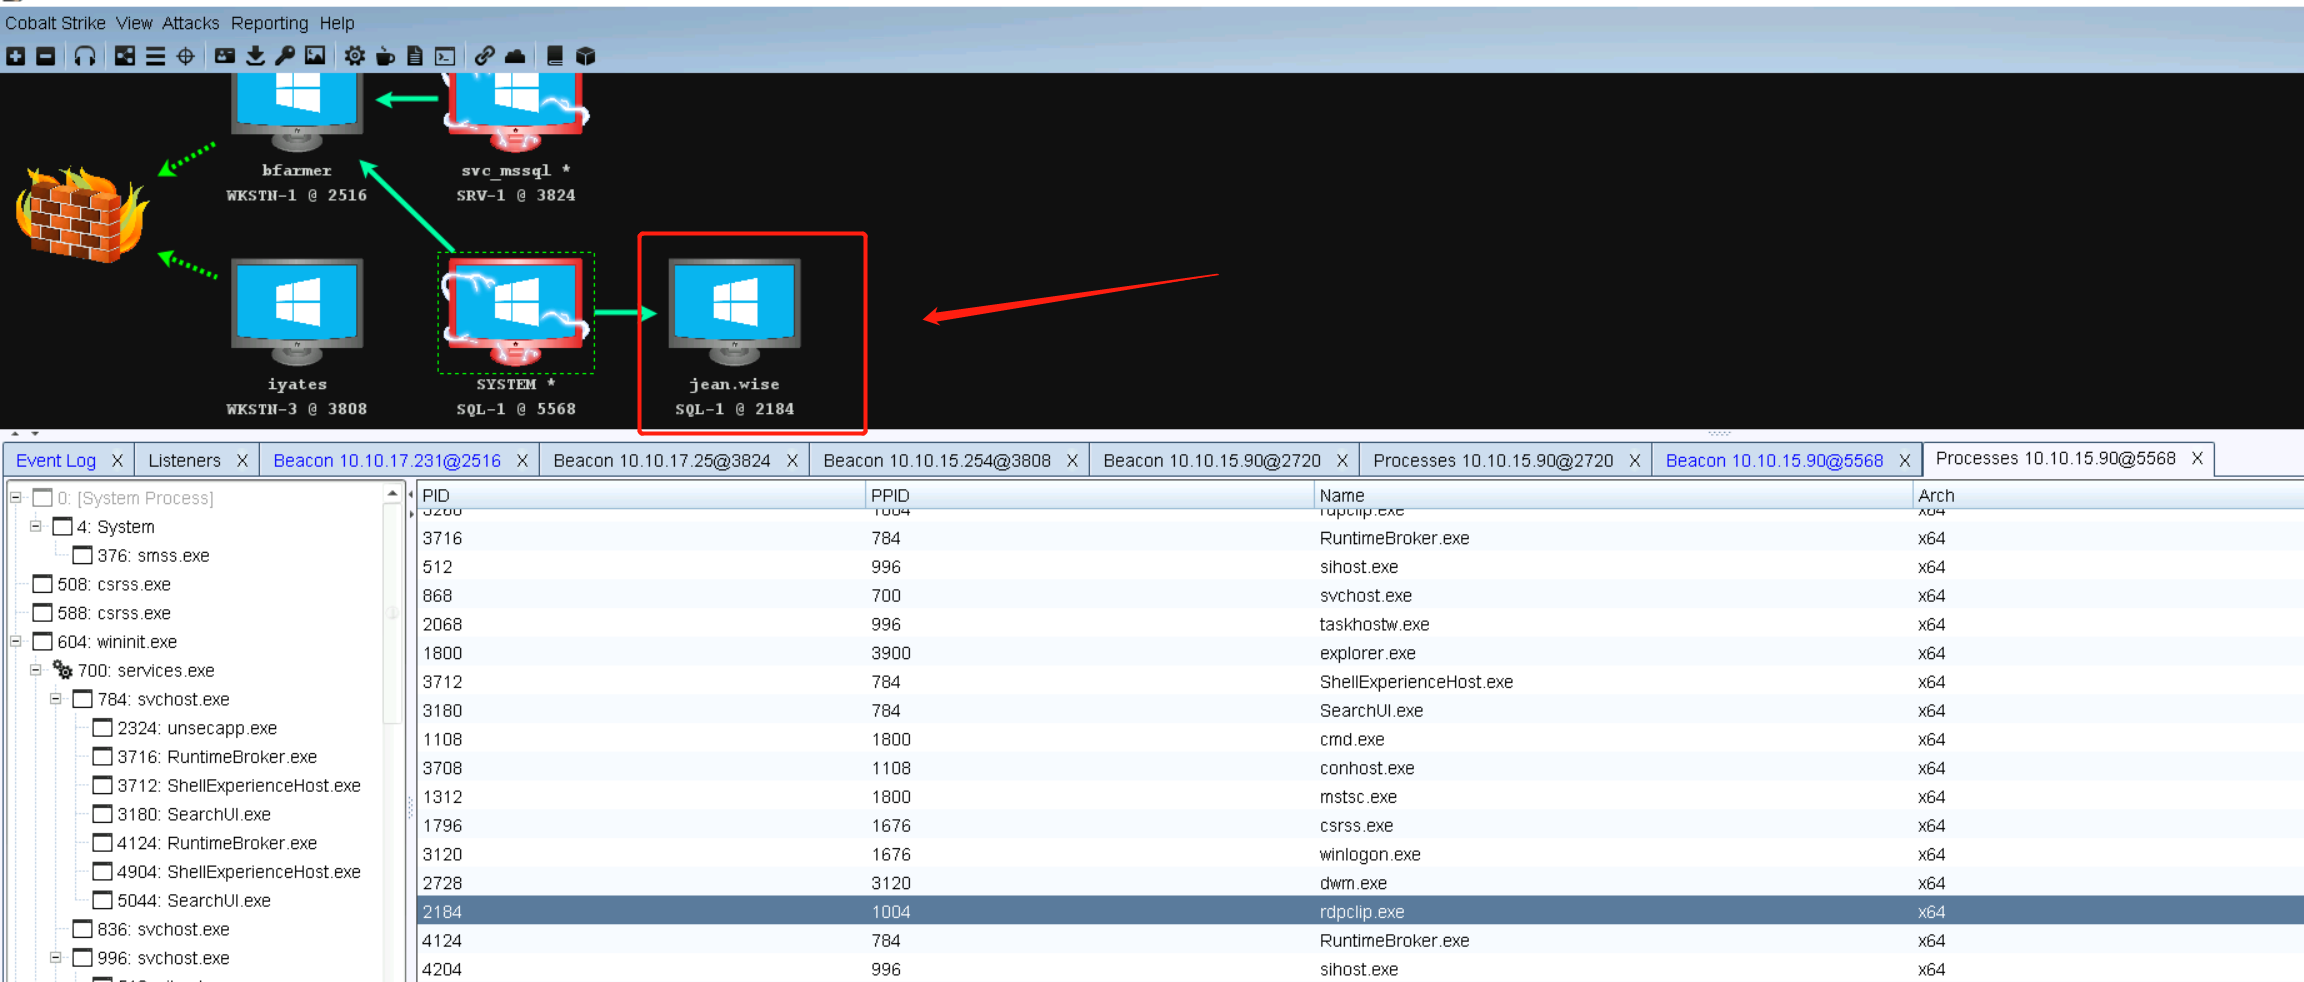 Cobalt Strike View Attacks Reporting Help
bfarmer
WKSTN-1 @ 2516
svc_mssql *
SRV-1 @ 3824
iyates
WKSTN-3 @ 3808
SYSTEM *
SQL-1 @ 5568
jean.wise
SQL-1 @ 2184
Event Log X Listeners X Beacon 10.10.17.231@2516 X Beacon 10.10.17.25@3824 X Beacon 10.10.15.254@3808 X Beacon 10.10.15.90@2720 X Processes 10.10.15.90@2720 X Beacon 10.10.15.90@5568 X Processes 10.10.15.90@5568 X
0: [System Process]
4: System
376: smss.exe
508: csrss.exe
588: csrss.exe
604: wininit.exe
700: services.exe
784: svchost.exe
2324: unsecapp.exe
3716: RuntimeBroker.exe
3712: ShellExperienceHost.exe
3180: SearchUI.exe
4124: RuntimeBroker.exe
4904: ShellExperienceHost.exe
5044: SearchUI.exe
836: svchost.exe
996: svchost.exe
PID PPID Name Arch
1004 rdpclip.exe x64
3716 784 RuntimeBroker.exe x64
512 996 sihost.exe x64
868 700 svchost.exe x64
2068 996 taskhostw.exe x64
1800 3900 explorer.exe x64
3712 784 ShellExperienceHost.exe x64
3180 784 SearchUI.exe x64
1108 1800 cmd.exe x64
3708 1108 conhost.exe x64
1312 1800 mstsc.exe x64
1796 1676 csrss.exe x64
3120 1676 winlogon.exe x64
2728 3120 dwm.exe x64
2184 1004 rdpclip.exe x64
4124 784 RuntimeBroker.exe x64
4204 996 sihost.exe x64